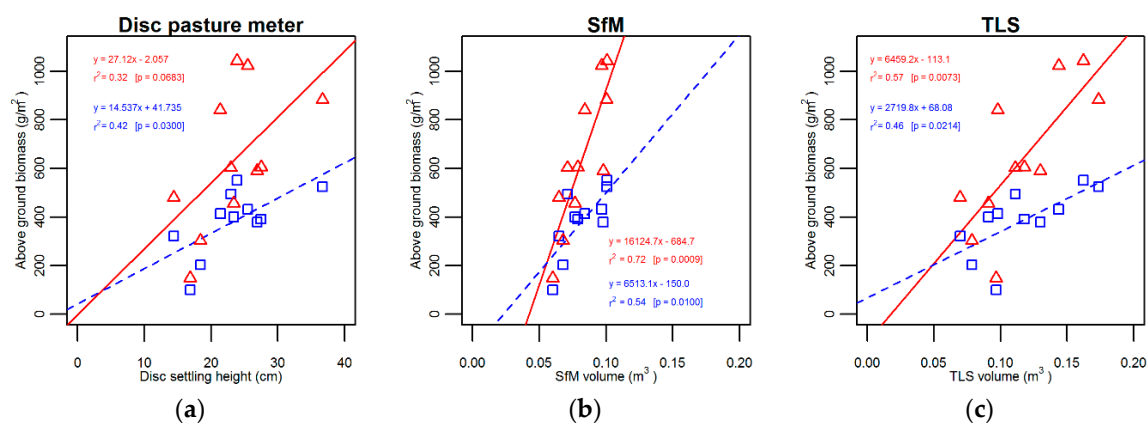 Disc pasture meter
Above ground biomass (g/m²)
1000
800
600
400
200
0
y = 27.12x - 2.057
r² = 0.32 [p = 0.0683]
y = 14.537x + 41.735
r² = 0.42 [p = 0.0300]
0 10 20 30 40
Disc settling height (cm)
(a)
SfM
Above ground biomass (g/m²)
1000
800
600
400
200
0
y = 16124.7x - 684.7
r² = 0.72 [p = 0.0009]
y = 6513.1x - 150.0
r² = 0.54 [p = 0.0100]
0.00 0.05 0.10 0.15 0.20
SfM volume (m³ )
(b)
TLS
Above ground biomass (g/m²)
1000
800
600
400
200
0
y = 6459.2x - 113.1
r² = 0.57 [p = 0.0073]
y = 2719.8x + 68.08
r² = 0.46 [p = 0.0214]
0.00 0.05 0.10 0.15 0.20
TLS volume (m³ )
(c)